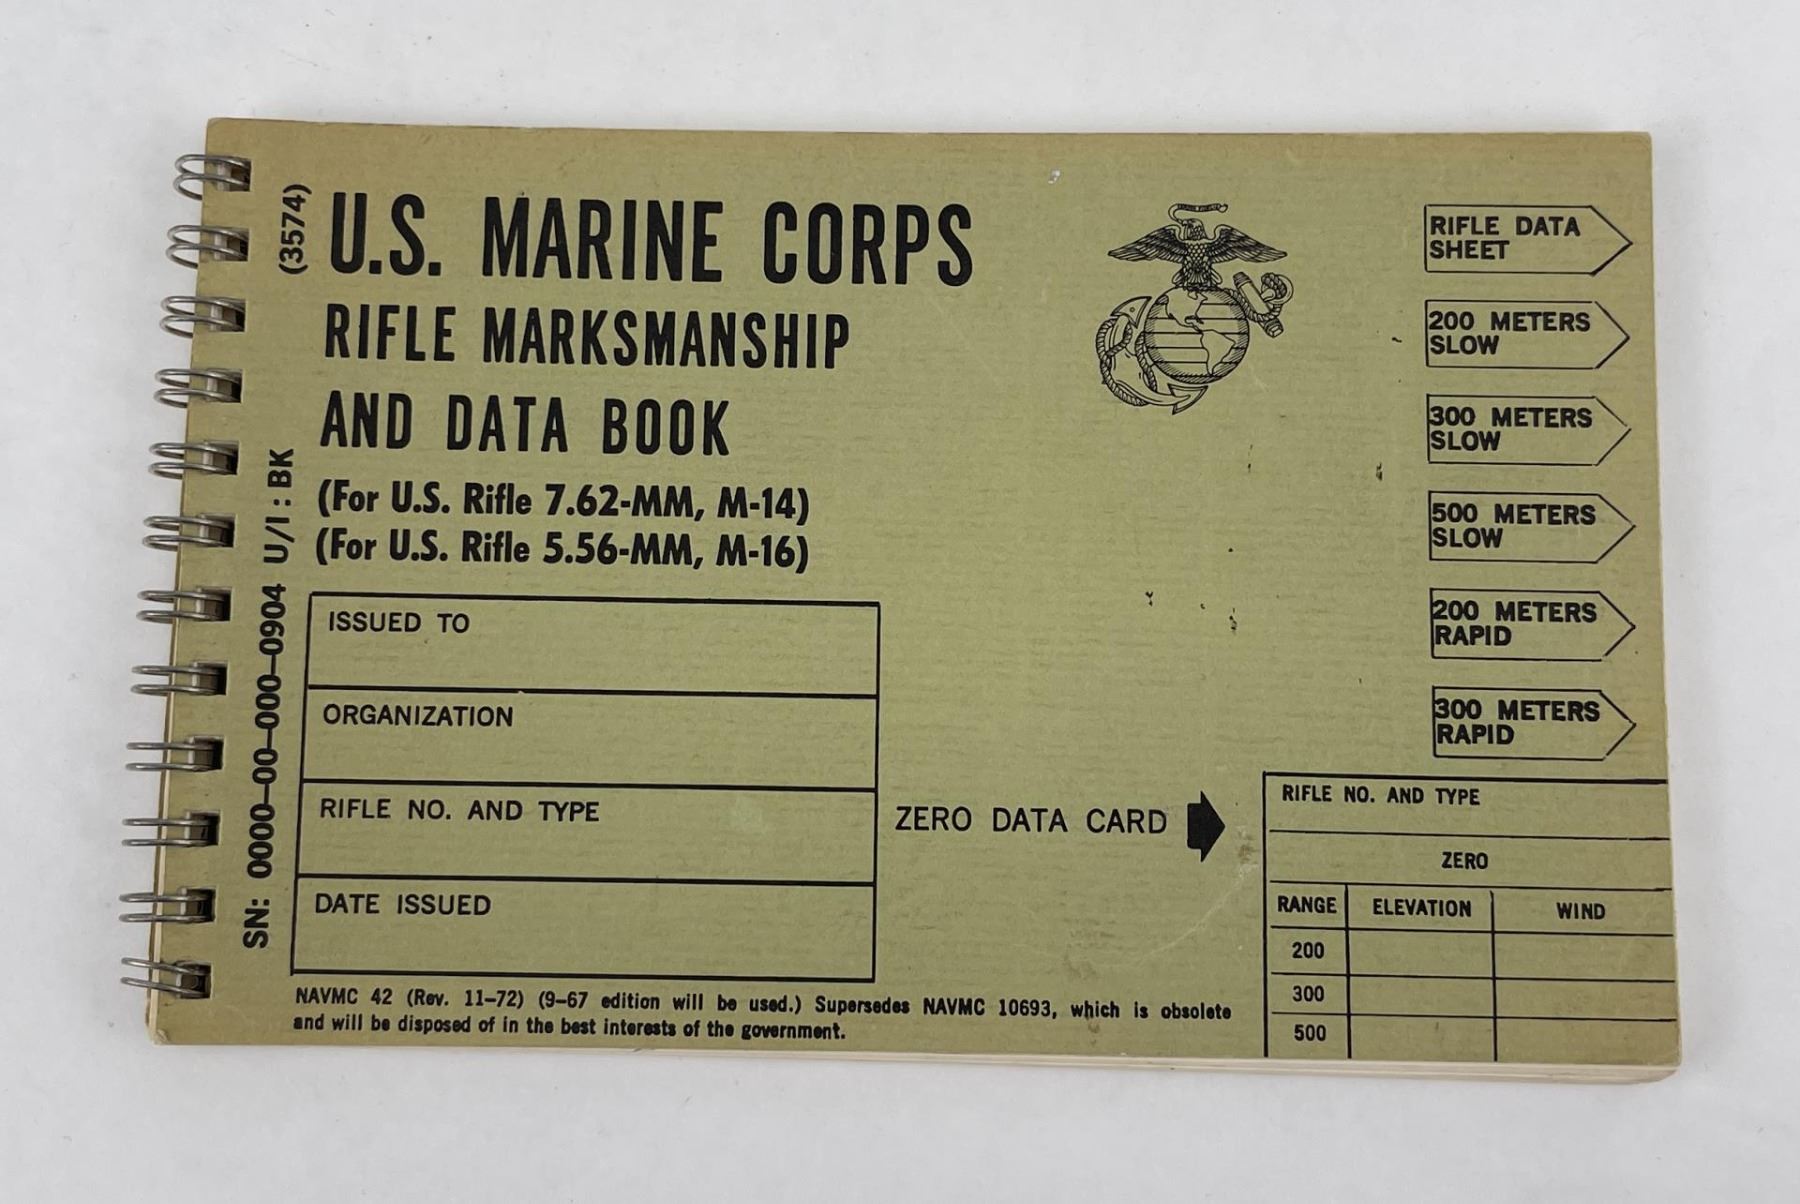 (3574)
U.S. MARINE CORPS
RIFLE MARKSMANSHIP
AND DATA BOOK
(For U.S. Rifle 7.62-MM, M-14)
(For U.S. Rifle 5.56-MM, M-16)
SN: 0000-00-000-0904 U/I: BK
ISSUED TO
ORGANIZATION
RIFLE NO. AND TYPE
DATE ISSUED
NAVMC 42 (Rev. 11-72) (9-67 edition will be used.) Supersedes NAVMC 10693, which is obsolete
and will be disposed of in the best interests of the government.
RIFLE DATA
SHEET
200 METERS
SLOW
300 METERS
SLOW
500 METERS
SLOW
200 METERS
RAPID
300 METERS
RAPID
ZERO DATA CARD
RIFLE NO. AND TYPE
ZERO
RANGE ELEVATION WIND
200
300
500